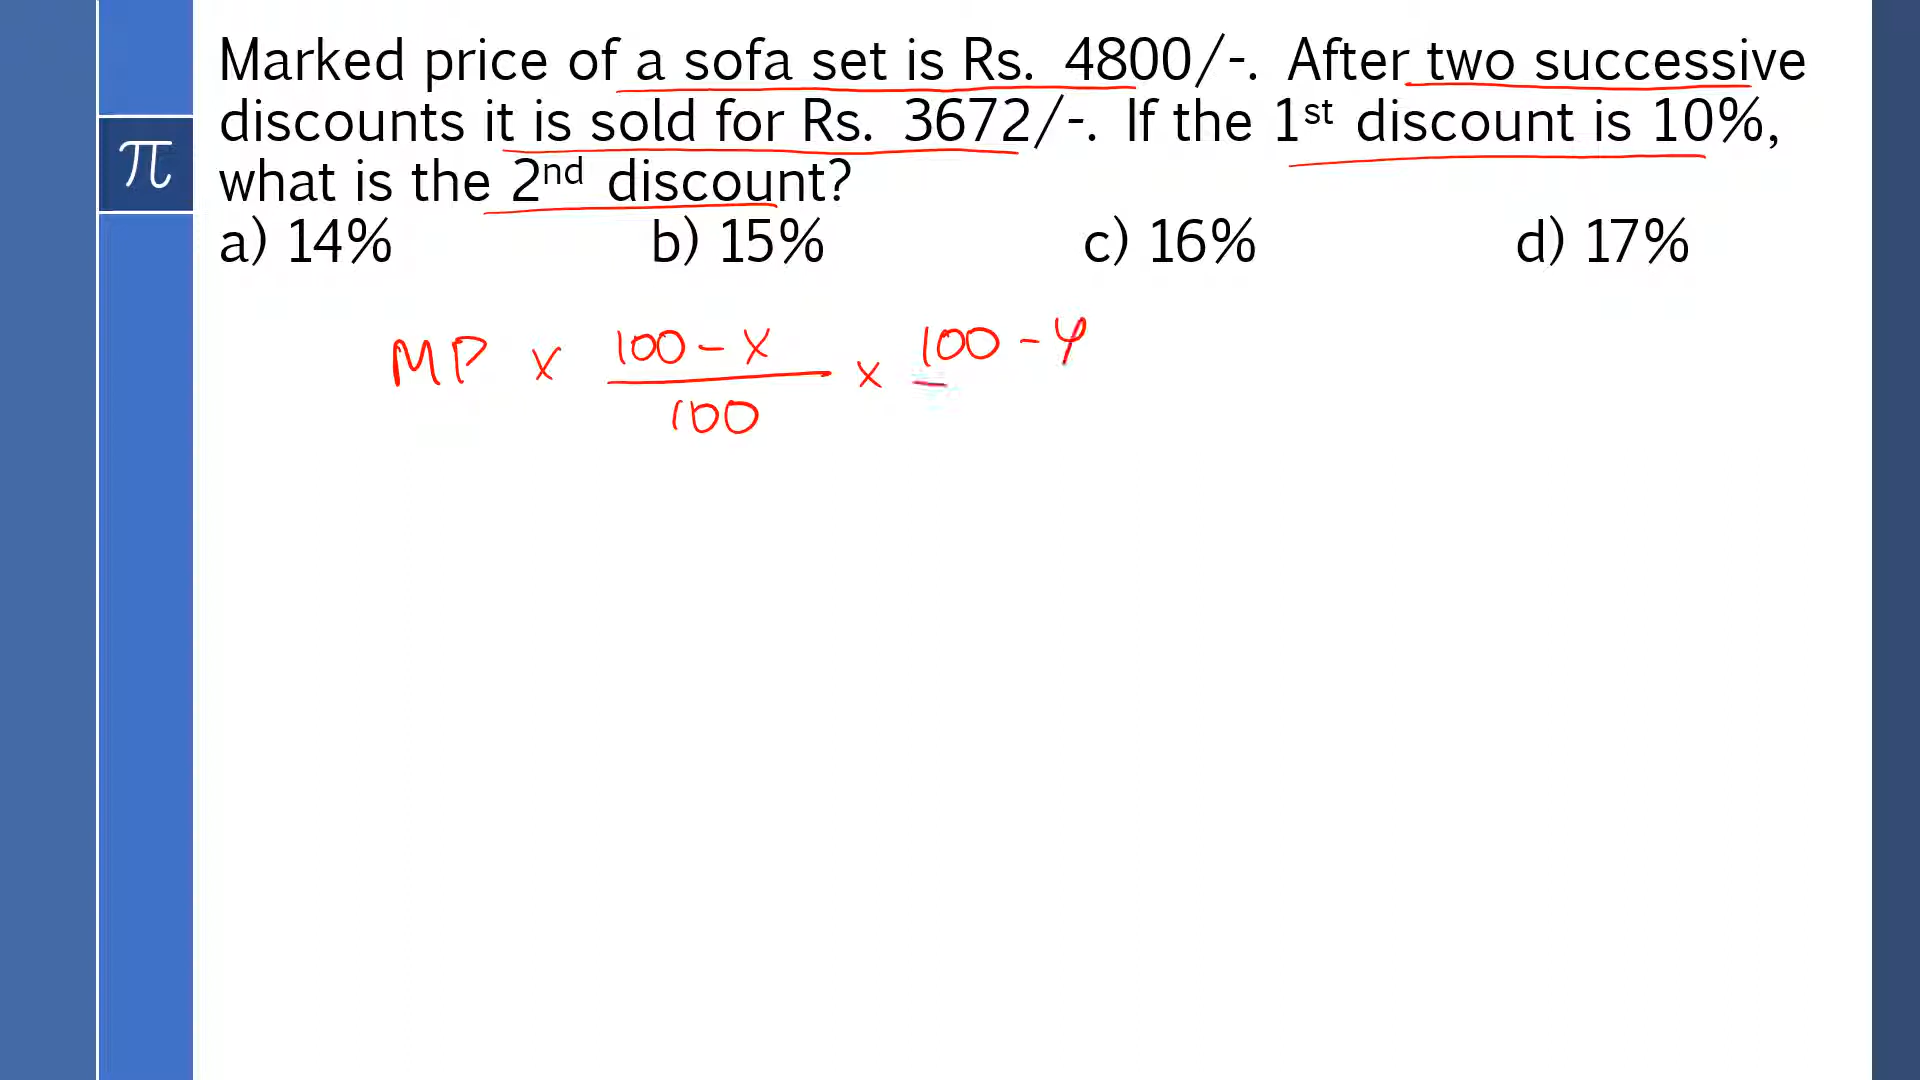 Marked price of a sofa set is Rs. 4800/-. After two successive
discounts it is sold for Rs. 3672/-. If the 1st discount is 10%,
what is the 2nd discount?
a) 14% b) 15% c) 16% d) 17%
π
MP x 100 - x x 100 - y
100